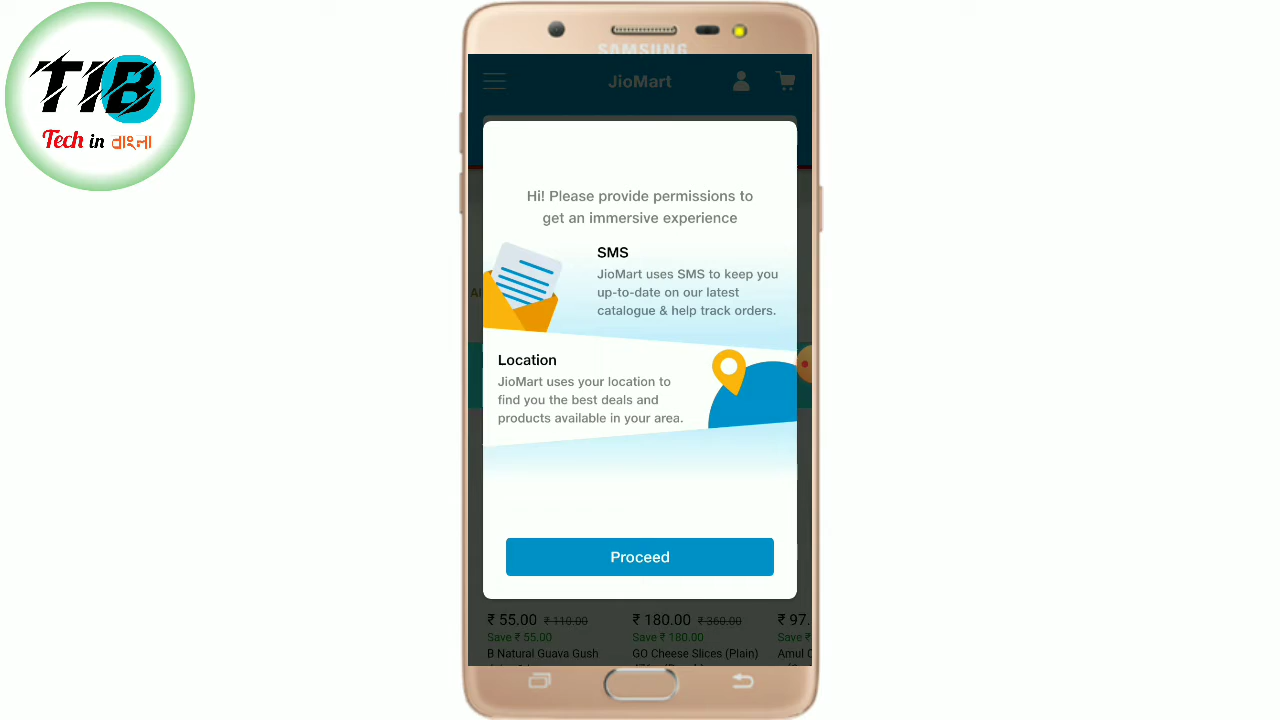 TIB
Tech in বাংলা
SAMSUNG
JioMart
Hi! Please provide permissions to
get an immersive experience
SMS
JioMart uses SMS to keep you
up-to-date on our latest
catalogue & help track orders.
Location
JioMart uses your location to
find you the best deals and
products available in your area.
Proceed
₹ 55.00 ₹ 110.00 ₹ 180.00 ₹ 360.00 ₹ 97.
Save ₹ 55.00 Save ₹ 180.00 Save ₹
B Natural Guava Gush GO Cheese Slices (Plain) Amul